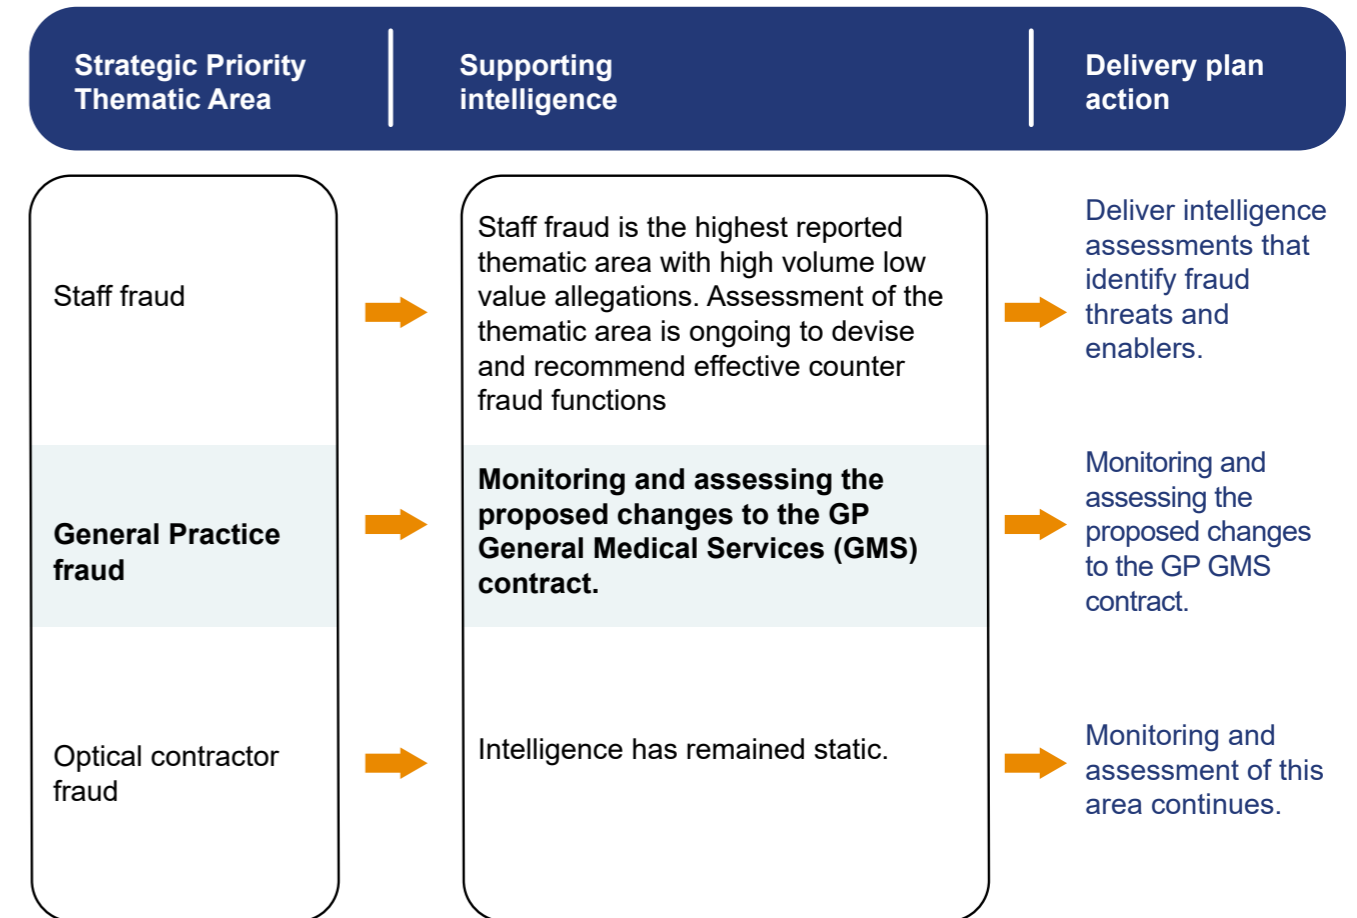 Strategic Priority
Thematic Area
Supporting
intelligence
Delivery plan
action
Staff fraud
Staff fraud is the highest reported
thematic area with high volume low
value allegations. Assessment of the
thematic area is ongoing to devise
and recommend effective counter
fraud functions
Deliver intelligence
assessments that
identify fraud
threats and
enablers.
General Practice
fraud
Monitoring and assessing the
proposed changes to the GP
General Medical Services (GMS)
contract.
Monitoring and
assessing the
proposed changes
to the GP GMS
contract.
Optical contractor
fraud
Intelligence has remained static.
Monitoring and
assessment of this
area continues.